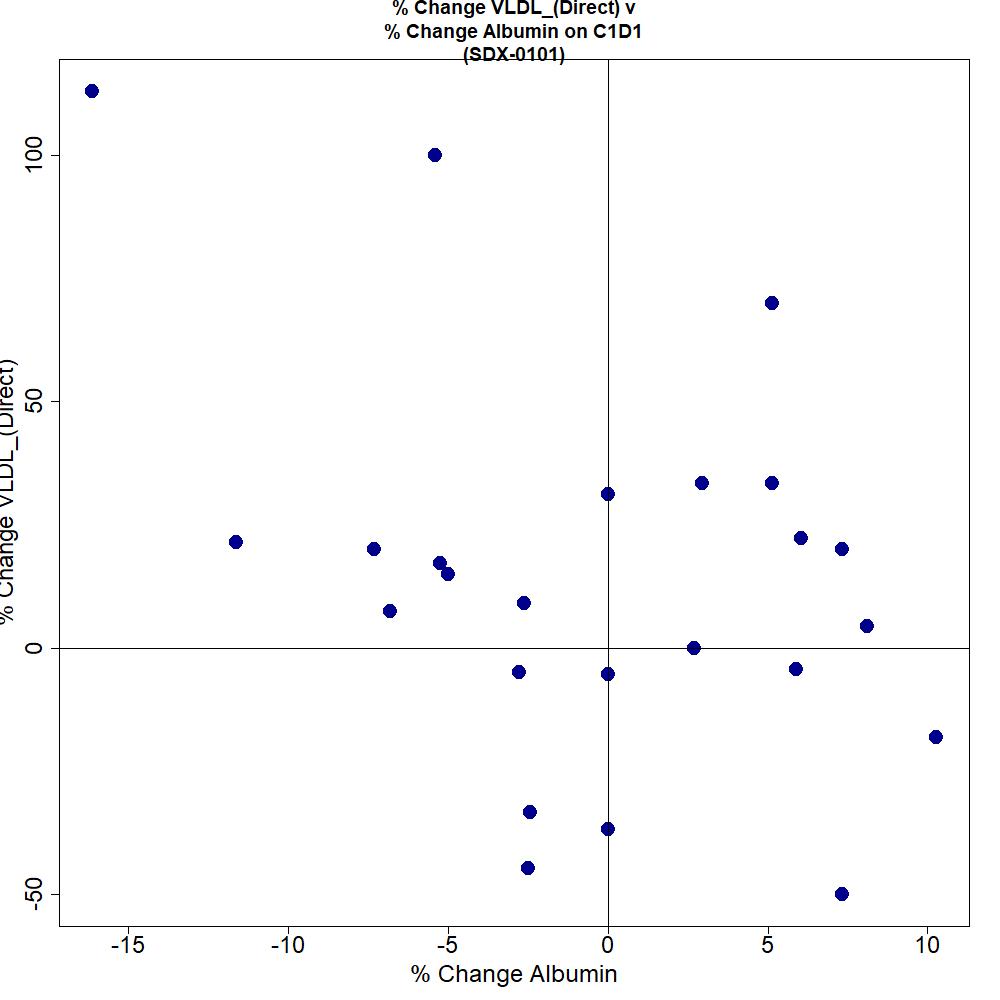 % Change VLDL_(Direct) v
% Change Albumin on C1D1
(SDX-0101)
% Change VLDL_(Direct)
100
50
0
-50
-15
-10
-5
0
5
10
% Change Albumin